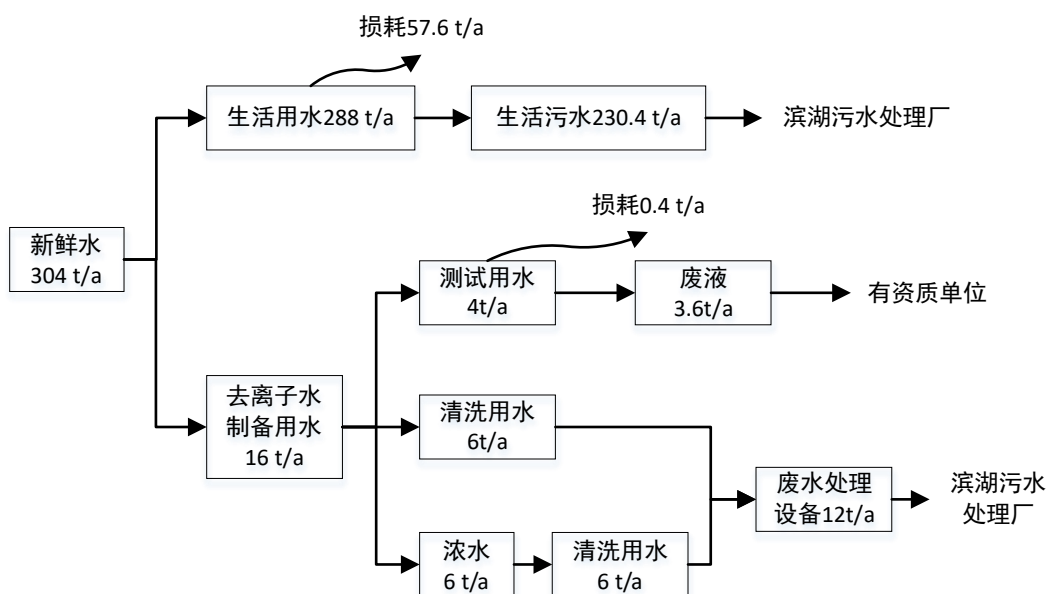 损耗57.6 t/a
生活用水288 t/a
生活污水230.4 t/a
滨湖污水处理厂
损耗0.4 t/a
新鲜水
304 t/a
测试用水
4t/a
废液
3.6t/a
有资质单位
去离子水
制备用水
16 t/a
清洗用水
6t/a
废水处理
设备12t/a
滨湖污水
处理厂
浓水
6 t/a
清洗用水
6 t/a